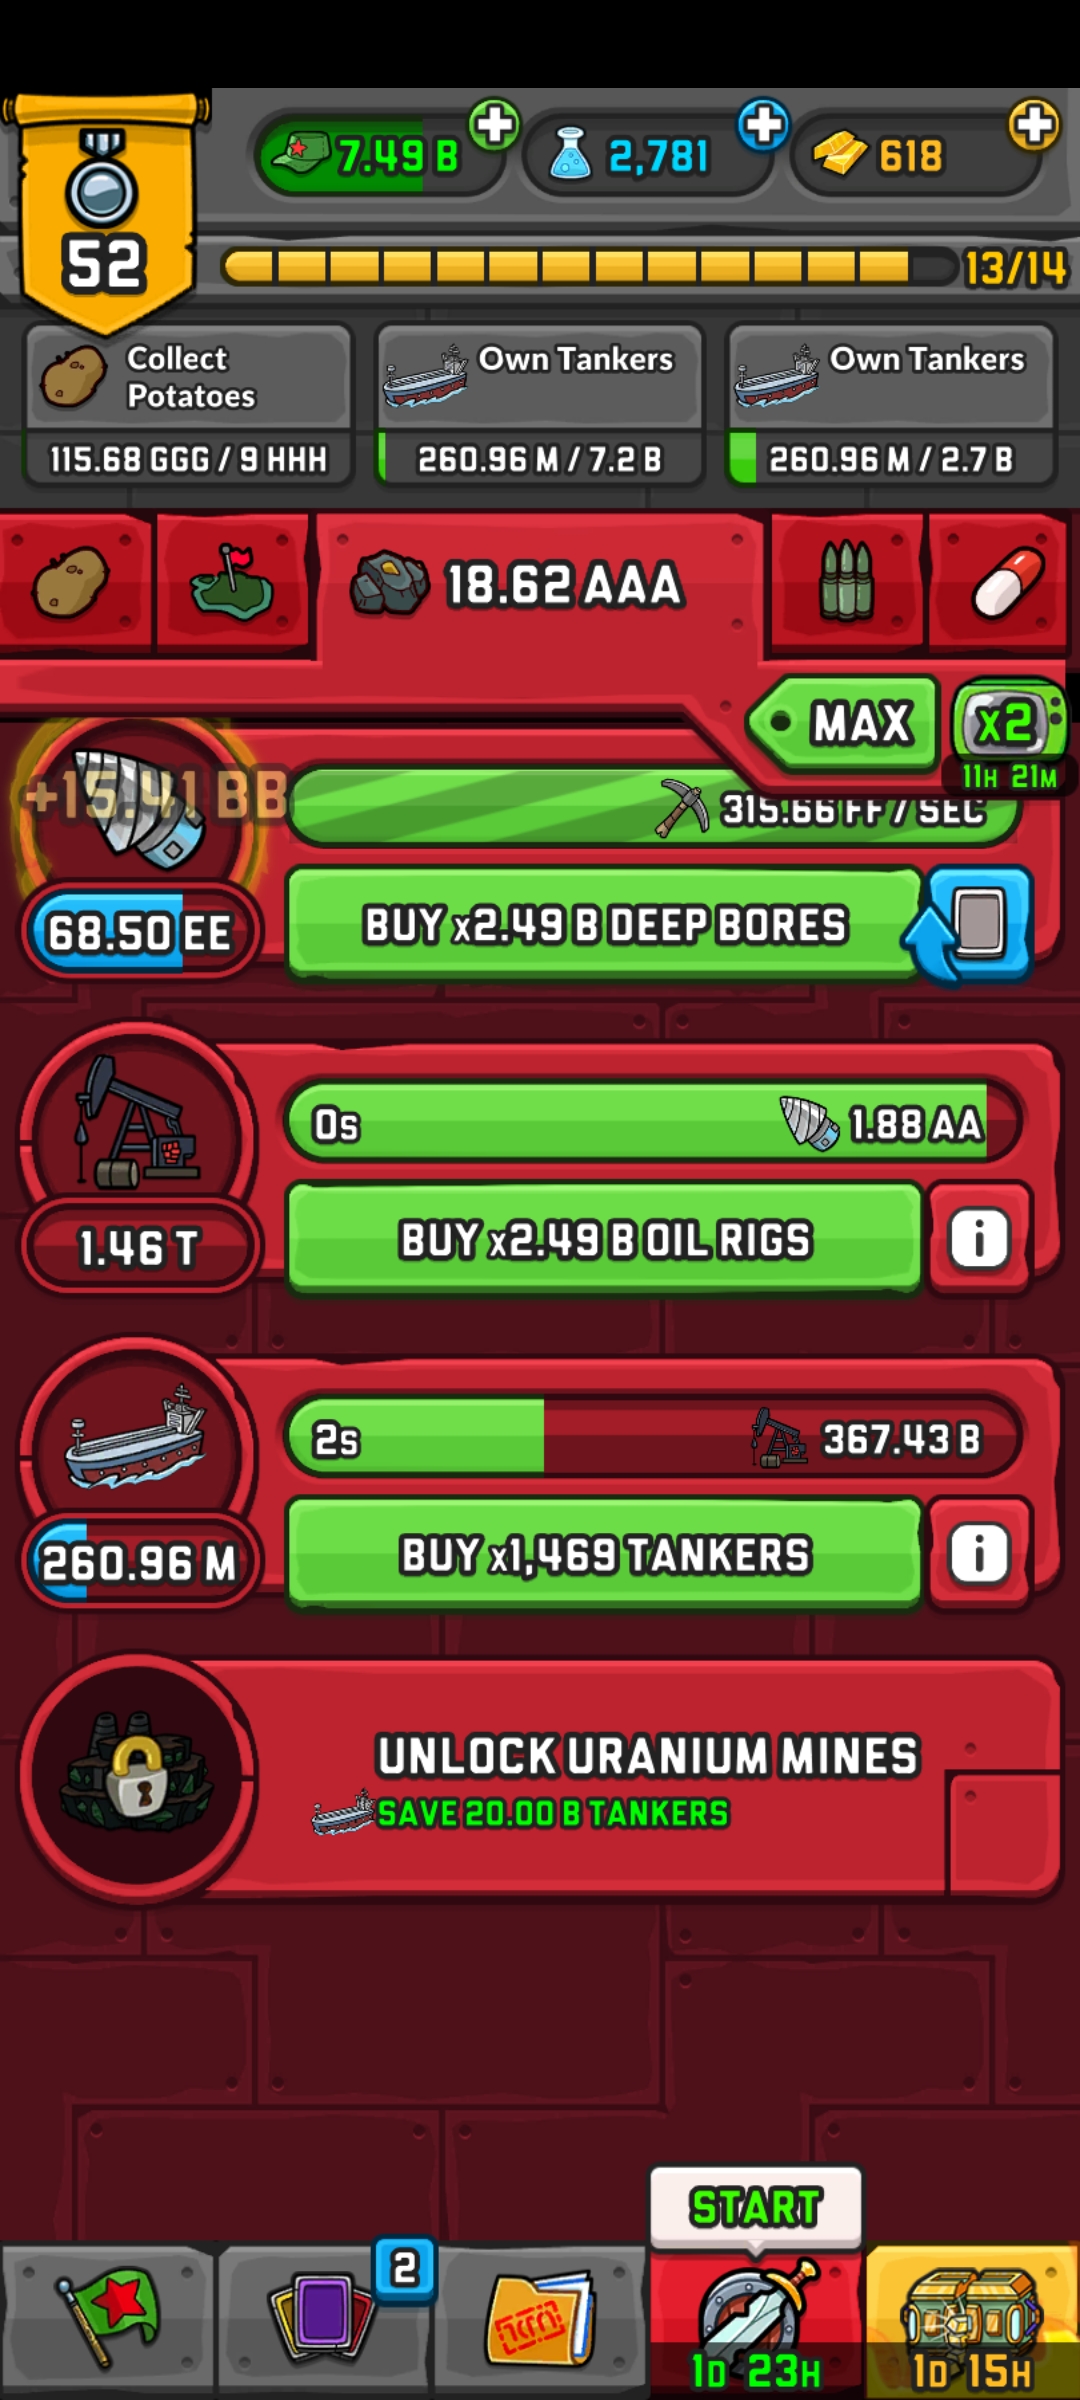 7.49 B
2,781
618
52
13/14
Collect
Potatoes
115.68 GGG / 9 HHH
Own Tankers
260.96 M / 7.2 B
Own Tankers
260.96 M / 2.7 B
18.62 AAA
MAX
x2
11H 21M
+15.41 BB
315.66 FF / SEC
68.50 EE
BUY x2.49 B DEEP BORES
0s
1.88 AA
1.46 T
BUY x2.49 B OIL RIGS
i
2s
367.43 B
260.96 M
BUY x1,469 TANKERS
i
UNLOCK URANIUM MINES
SAVE 20.00 B TANKERS
START
2
1D 23H
1D 15H